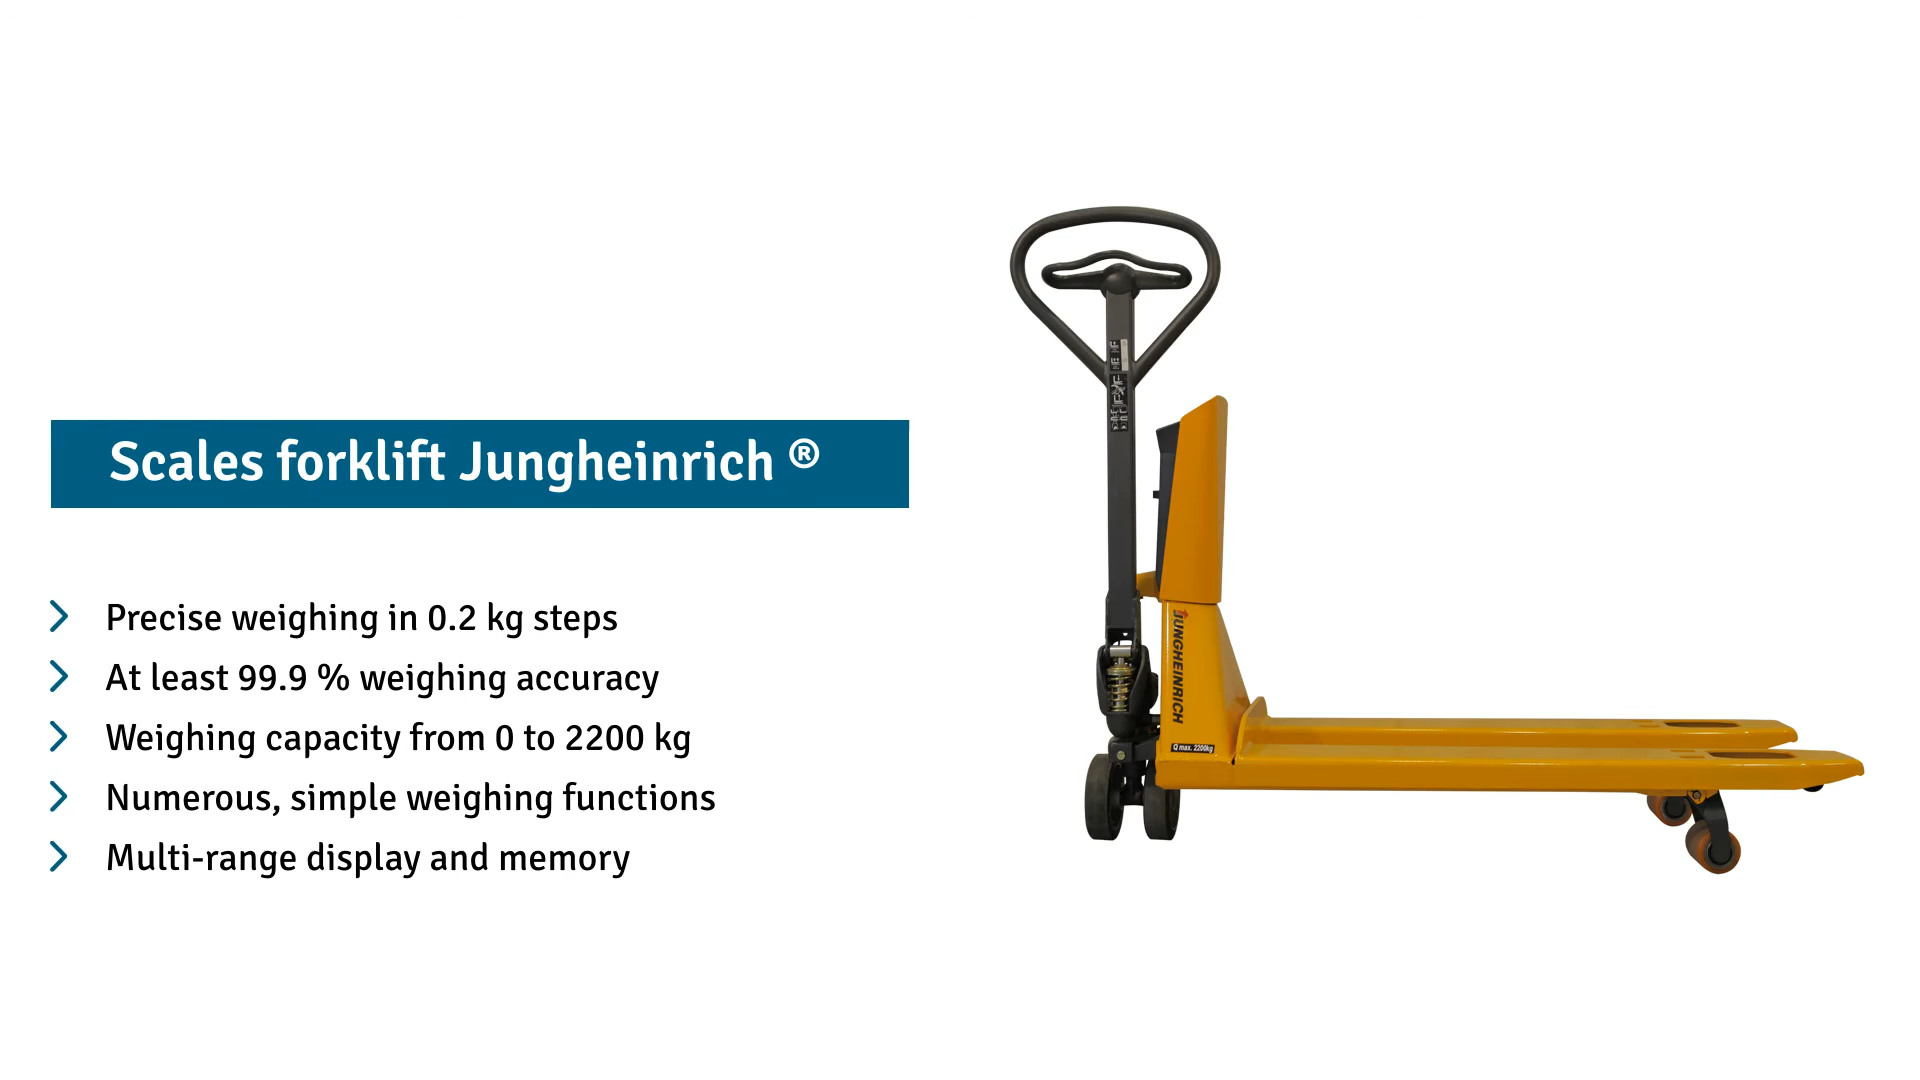 Scales forklift Jungheinrich ®
Precise weighing in 0.2 kg steps
At least 99.9 % weighing accuracy
Weighing capacity from 0 to 2200 kg
Numerous, simple weighing functions
Multi-range display and memory
JUNGHEINRICH
Q max. 2200kg